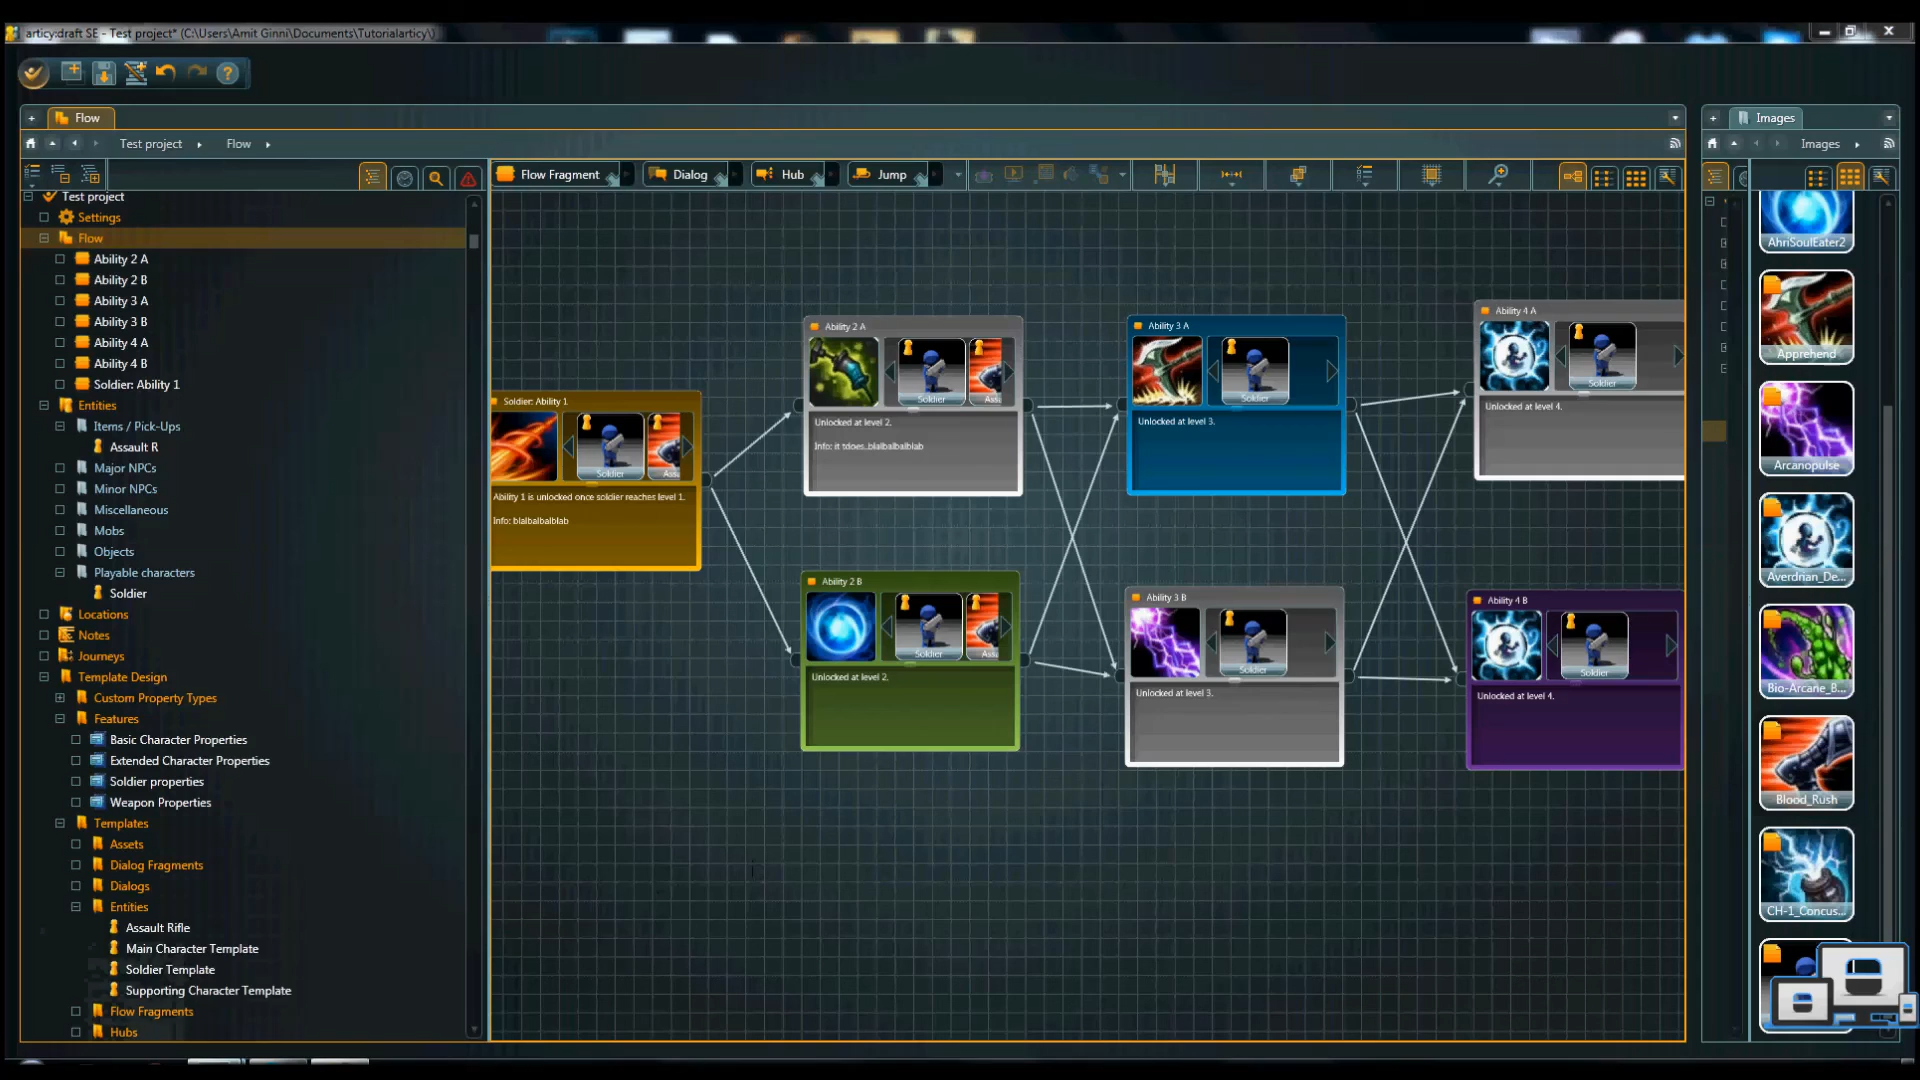 articy:draft SE - Test project* (C:\Users\Amit Ginni\Documents\Tutorialarticy\)
Flow
Images
Test project
Flow
Images
Flow Fragment
Dialog
Hub
Jump
Test project
Settings
Flow
Ability 2 A
Ability 2 B
Ability 3 A
Ability 3 B
Ability 4 A
Ability 4 B
Soldier: Ability 1
Entities
Items / Pick-Ups
Assault R
Major NPCs
Minor NPCs
Miscellaneous
Mobs
Objects
Playable characters
Soldier
Locations
Notes
Journeys
Template Design
Custom Property Types
Features
Basic Character Properties
Extended Character Properties
Soldier properties
Weapon Properties
Templates
Assets
Dialog Fragments
Dialogs
Entities
Assault Rifle
Main Character Template
Soldier Template
Supporting Character Template
Flow Fragments
Hubs
Soldier: Ability 1
Soldier
Ass
Ability 1 is unlocked once soldier reaches level 1.
Info: blalbalbalblab
Ability 2 A
Soldier
Ass
Unlocked at level 2.
Info: it tdoes..blalbalbalblab
Ability 2 B
Soldier
Ass
Unlocked at level 2.
Ability 3 A
Soldier
Unlocked at level 3.
Ability 3 B
Soldier
Unlocked at level 3.
Ability 4 A
Soldier
Unlocked at level 4.
Ability 4 B
Soldier
Unlocked at level 4.
AhriSoulEater2
Apprehend
Arcanopulse
Averdrian_De...
Bio-Arcane_B...
Blood_Rush
CH-1_Concus...